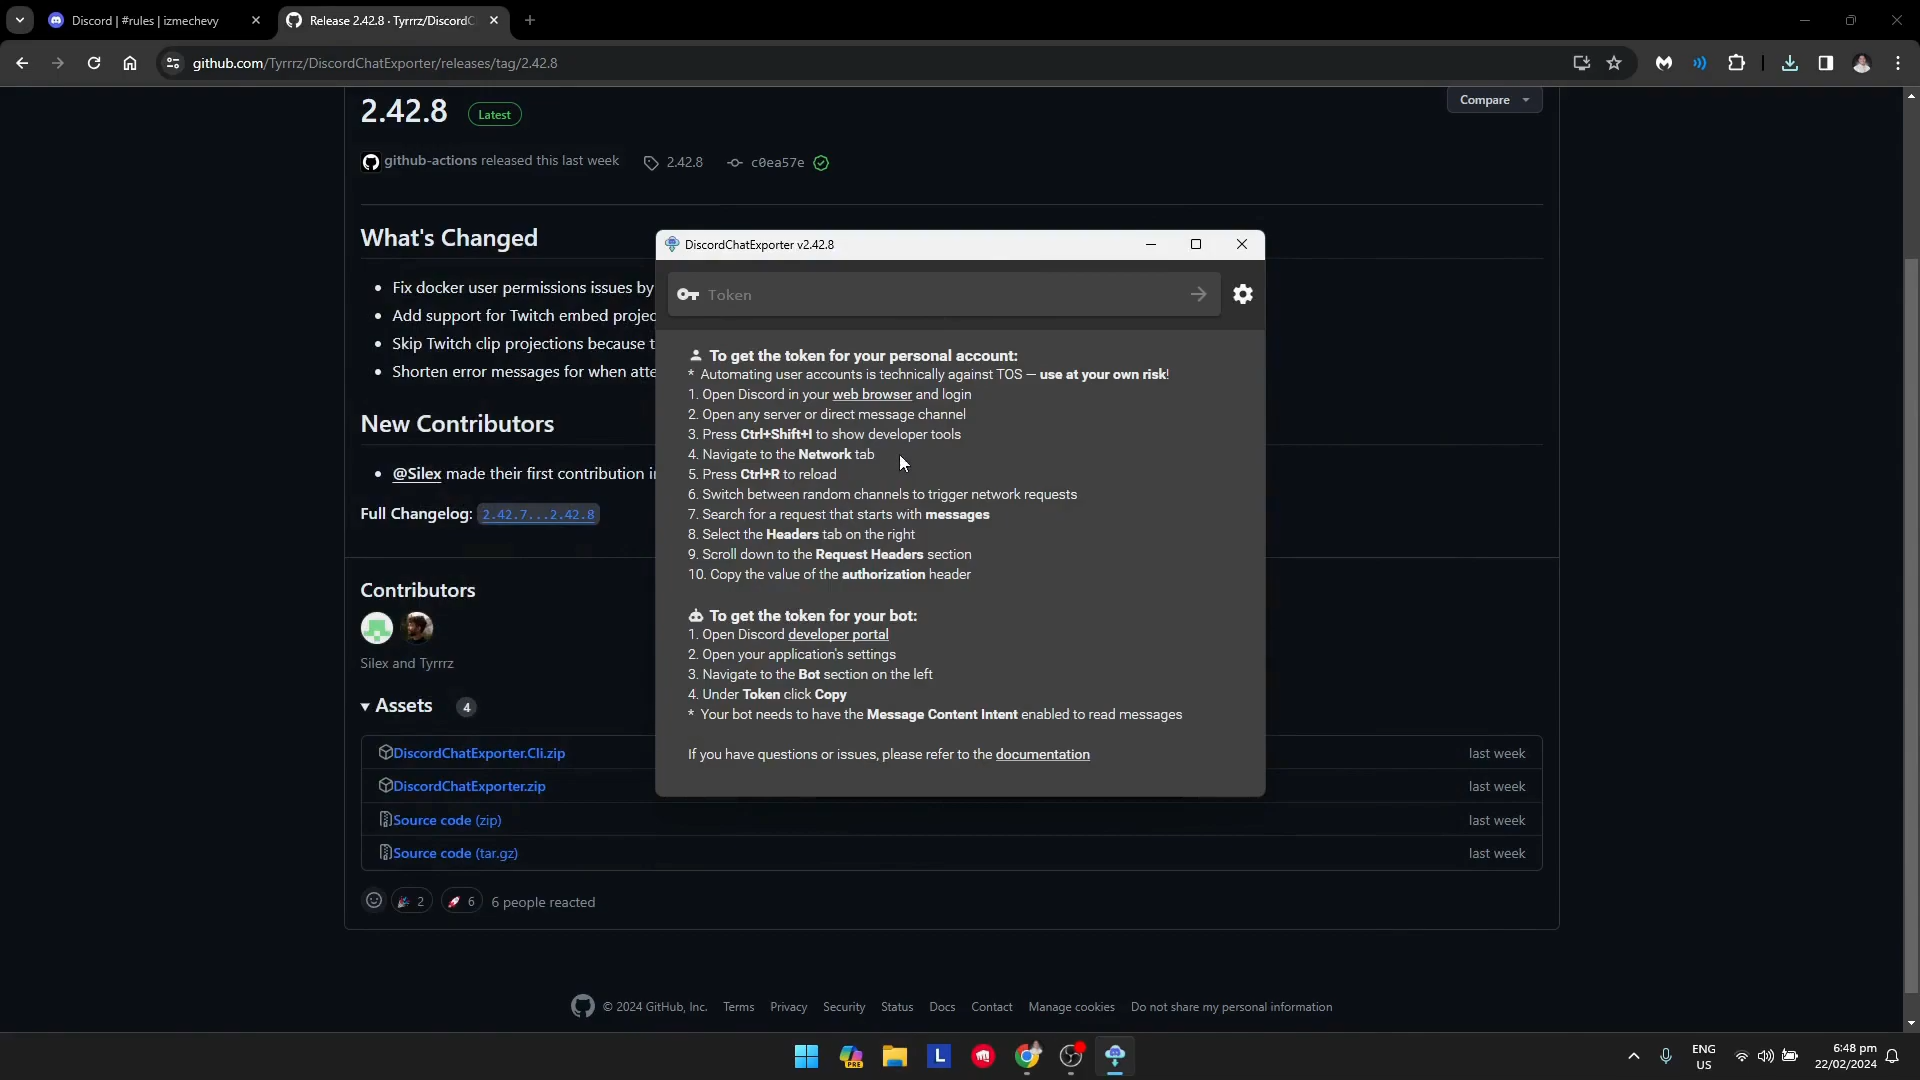 Discord | #rules | izmechevy
Release 2.42.8 · Tyrrrz/DiscordC
github.com/Tyrrrz/DiscordChatExporter/releases/tag/2.42.8
2.42.8
Latest
Compare
github-actions released this last week
2.42.8
c0ea57e
What's Changed
Fix docker user permissions issues by
Add support for Twitch embed projec
Skip Twitch clip projections because t
Shorten error messages for when atte
New Contributors
@Silex made their first contribution i
Full Changelog: 2.42.7...2.42.8
Contributors
Silex and Tyrrrz
Assets 4
DiscordChatExporter.Cli.zip
last week
DiscordChatExporter.zip
last week
Source code (zip)
last week
Source code (tar.gz)
last week
2
6
6 people reacted
DiscordChatExporter v2.42.8
Token
To get the token for your personal account:
* Automating user accounts is technically against TOS — use at your own risk!
1. Open Discord in your web browser and login
2. Open any server or direct message channel
3. Press Ctrl+Shift+I to show developer tools
4. Navigate to the Network tab
5. Press Ctrl+R to reload
6. Switch between random channels to trigger network requests
7. Search for a request that starts with messages
8. Select the Headers tab on the right
9. Scroll down to the Request Headers section
10. Copy the value of the authorization header
To get the token for your bot:
1. Open Discord developer portal
2. Open your application's settings
3. Navigate to the Bot section on the left
4. Under Token click Copy
* Your bot needs to have the Message Content Intent enabled to read messages
If you have questions or issues, please refer to the documentation
© 2024 GitHub, Inc.
Terms
Privacy
Security
Status
Docs
Contact
Manage cookies
Do not share my personal information
PRE
L
ENG
US
6:48 pm
22/02/2024